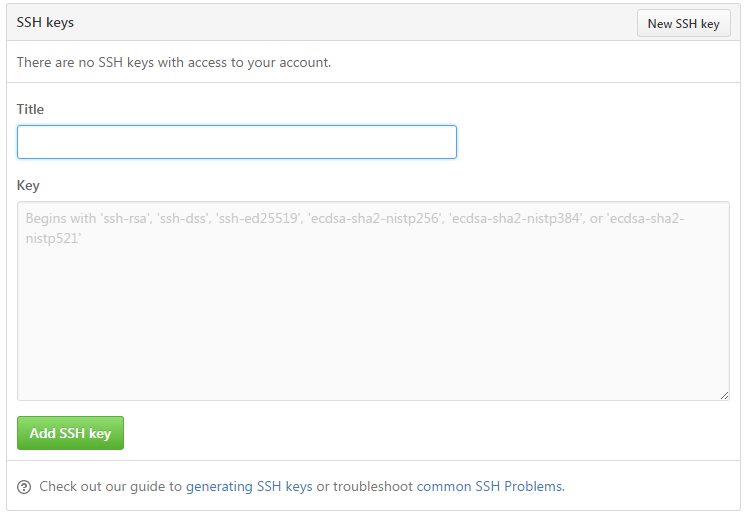 SSH keys
New SSH key
There are no SSH keys with access to your account.
Title
Key
Begins with 'ssh-rsa', 'ssh-dss', 'ssh-ed25519', 'ecdsa-sha2-nistp256', 'ecdsa-sha2-nistp384', or 'ecdsa-sha2-
nistp521'
Add SSH key
Check out our guide to generating SSH keys or troubleshoot common SSH Problems.